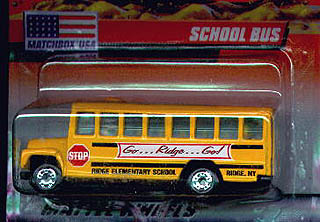 SCHOOL BUS
MATCHBOX USA
Go...Ridge...Go!
STOP
RIDGE ELEMENTARY SCHOOL
RIDGE, NY